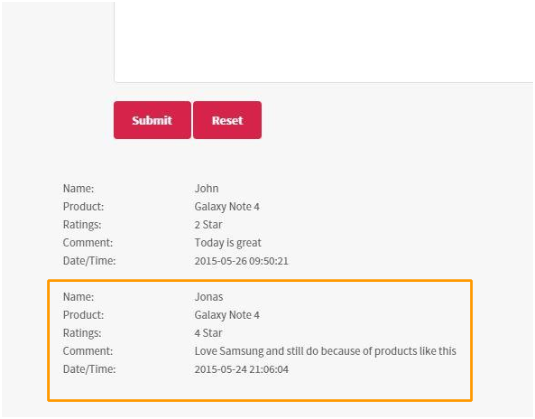 Submit Reset
Name: John
Product: Galaxy Note 4
Ratings: 2 Star
Comment: Today is great
Date/Time: 2015-05-26 09:50:21
Name: Jonas
Product: Galaxy Note 4
Ratings: 4 Star
Comment: Love Samsung and still do because of products like this
Date/Time: 2015-05-24 21:06:04